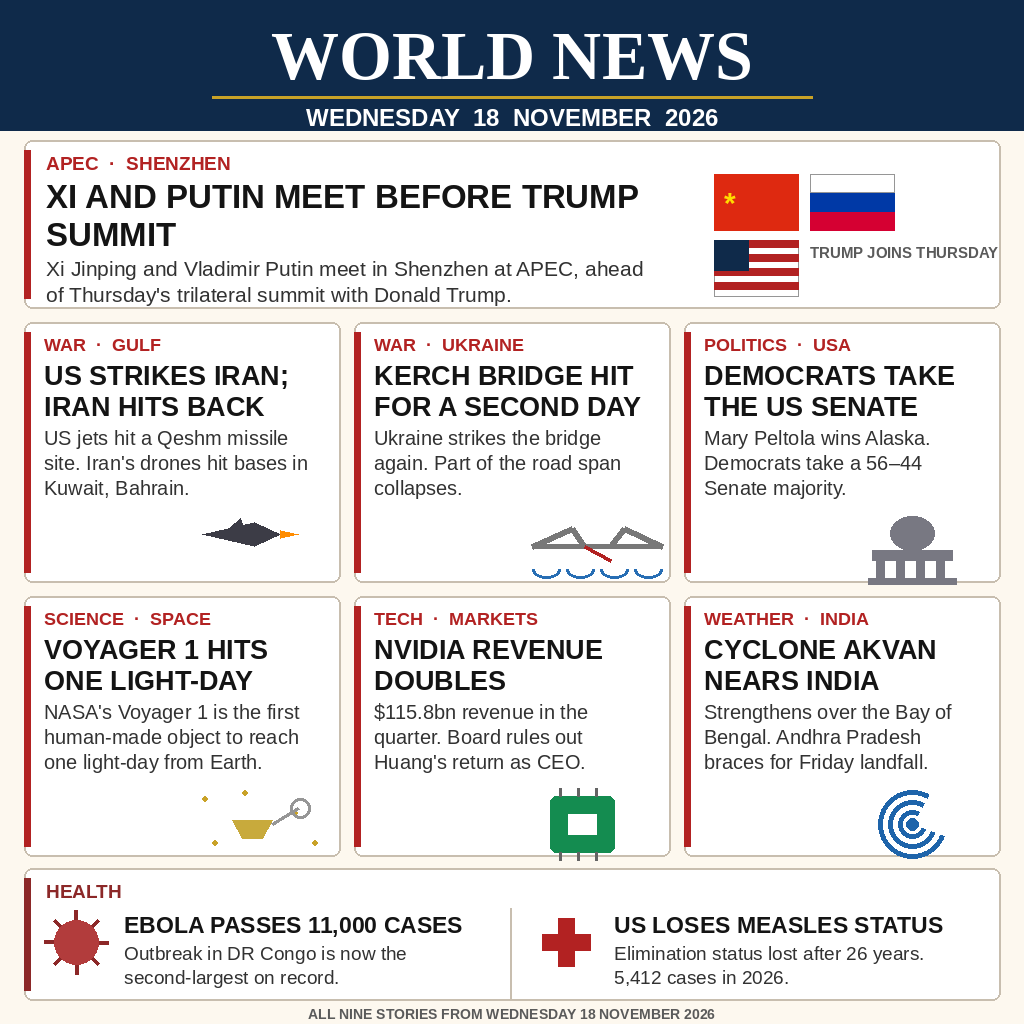 WORLD NEWS
WEDNESDAY 18 NOVEMBER 2026
APEC · SHENZHEN
XI AND PUTIN MEET BEFORE TRUMP
SUMMIT
Xi Jinping and Vladimir Putin meet in Shenzhen at APEC, ahead
of Thursday's trilateral summit with Donald Trump.
TRUMP JOINS THURSDAY
WAR · GULF
US STRIKES IRAN;
IRAN HITS BACK
US jets hit a Qeshm missile
site. Iran's drones hit bases in
Kuwait, Bahrain.
WAR · UKRAINE
KERCH BRIDGE HIT
FOR A SECOND DAY
Ukraine strikes the bridge
again. Part of the road span
collapses.
POLITICS · USA
DEMOCRATS TAKE
THE US SENATE
Mary Peltola wins Alaska.
Democrats take a 56–44
Senate majority.
SCIENCE · SPACE
VOYAGER 1 HITS
ONE LIGHT-DAY
NASA's Voyager 1 is the first
human-made object to reach
one light-day from Earth.
TECH · MARKETS
NVIDIA REVENUE
DOUBLES
$115.8bn revenue in the
quarter. Board rules out
Huang's return as CEO.
WEATHER · INDIA
CYCLONE AKVAN
NEARS INDIA
Strengthens over the Bay of
Bengal. Andhra Pradesh
braces for Friday landfall.
HEALTH
EBOLA PASSES 11,000 CASES
Outbreak in DR Congo is now the
second-largest on record.
US LOSES MEASLES STATUS
Elimination status lost after 26 years.
5,412 cases in 2026.
ALL NINE STORIES FROM WEDNESDAY 18 NOVEMBER 2026